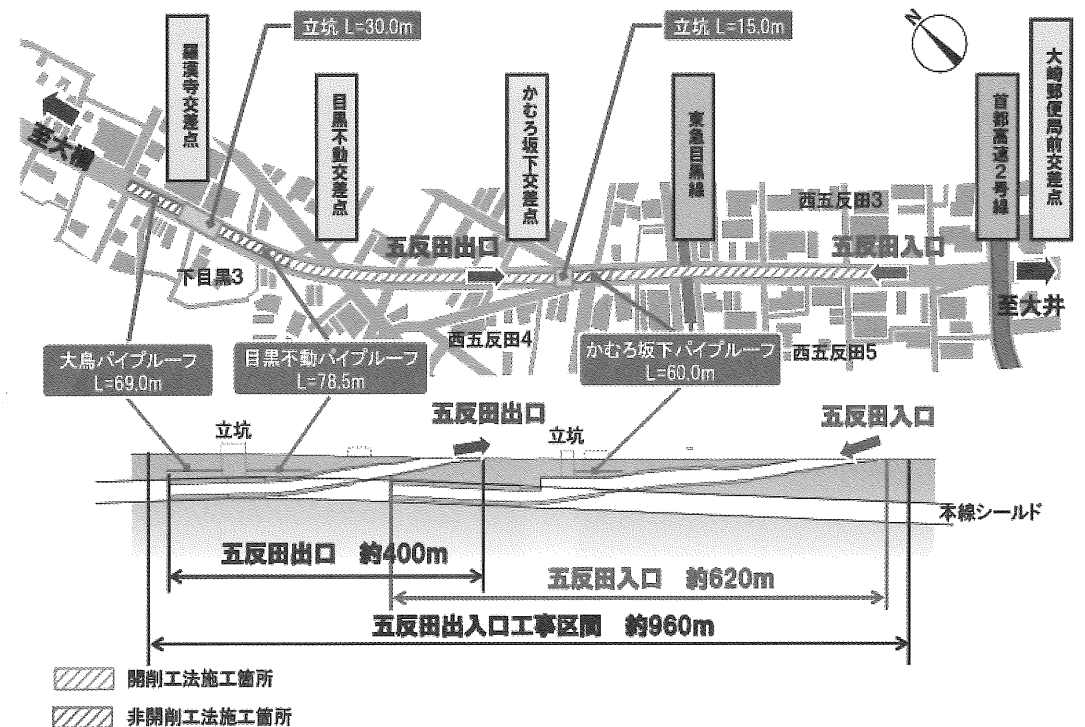 立坑 L=30.0m
立坑 L=15.0m
N
羅漢寺交差点
目黒不動交差点
かむろ坂下交差点
東急目黒線
首都高速2号線
大崎郵便局前交差点
至大橋
西五反田3
五反田出口
五反田入口
下目黒3
至大井
西五反田4
西五反田5
大鳥パイプルーフ
L=69.0m
目黒不動パイプルーフ
L=78.5m
かむろ坂下パイプルーフ
L=60.0m
五反田出口
五反田入口
立坑
立坑
本線シールド
五反田出口 約400m
五反田入口 約620m
五反田出入口工事区間 約960m
開削工法施工箇所
非開削工法施工箇所